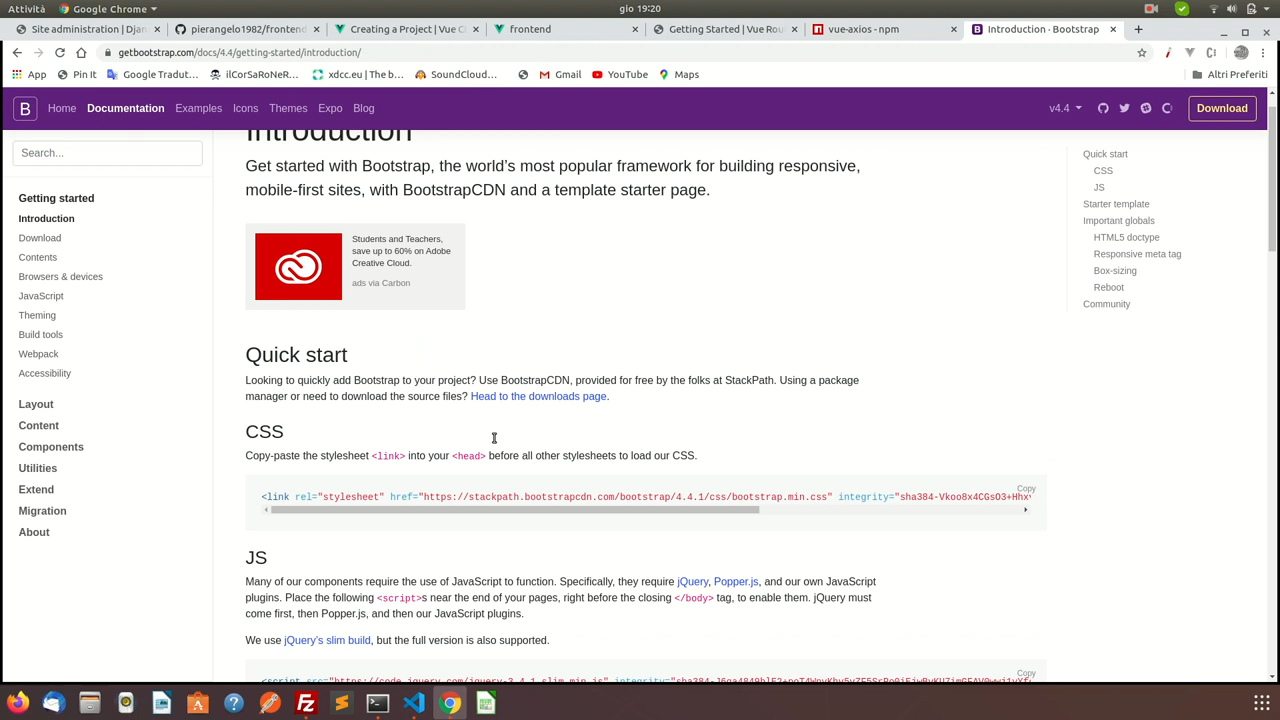 Attività
Google Chrome
gio 19:20
Site administration | Djan
pierangelo1982/frontend
Creating a Project | Vue C
frontend
Getting Started | Vue Rou
vue-axios - npm
Introduction · Bootstrap
getbootstrap.com/docs/4.4/getting-started/introduction/
App
Pin It
Google Tradut...
ilCorSaRoNeR...
xdcc.eu | The b...
SoundCloud...
Gmail
YouTube
Maps
Altri Preferiti
B
Home
Documentation
Examples
Icons
Themes
Expo
Blog
v4.4
Download
Search...
Getting started
Introduction
Download
Contents
Browsers & devices
JavaScript
Theming
Build tools
Webpack
Accessibility
Layout
Content
Components
Utilities
Extend
Migration
About
Introduction
Get started with Bootstrap, the world’s most popular framework for building responsive,
mobile-first sites, with BootstrapCDN and a template starter page.
Students and Teachers,
save up to 60% on Adobe
Creative Cloud.
ads via Carbon
Quick start
Looking to quickly add Bootstrap to your project? Use BootstrapCDN, provided for free by the folks at StackPath. Using a package
manager or need to download the source files? Head to the downloads page.
CSS
Copy-paste the stylesheet <link> into your <head> before all other stylesheets to load our CSS.
Copy
<link rel="stylesheet" href="https://stackpath.bootstrapcdn.com/bootstrap/4.4.1/css/bootstrap.min.css" integrity="sha384-Vkoo8x4CGsO3+Hhx
JS
Many of our components require the use of JavaScript to function. Specifically, they require jQuery, Popper.js, and our own JavaScript
plugins. Place the following <script>s near the end of your pages, right before the closing </body> tag, to enable them. jQuery must
come first, then Popper.js, and then our JavaScript plugins.
We use jQuery’s slim build, but the full version is also supported.
Copy
<script src="https://code.jquery.com/jquery-3.4.1.slim.min.js"
Quick start
CSS
JS
Starter template
Important globals
HTML5 doctype
Responsive meta tag
Box-sizing
Reboot
Community